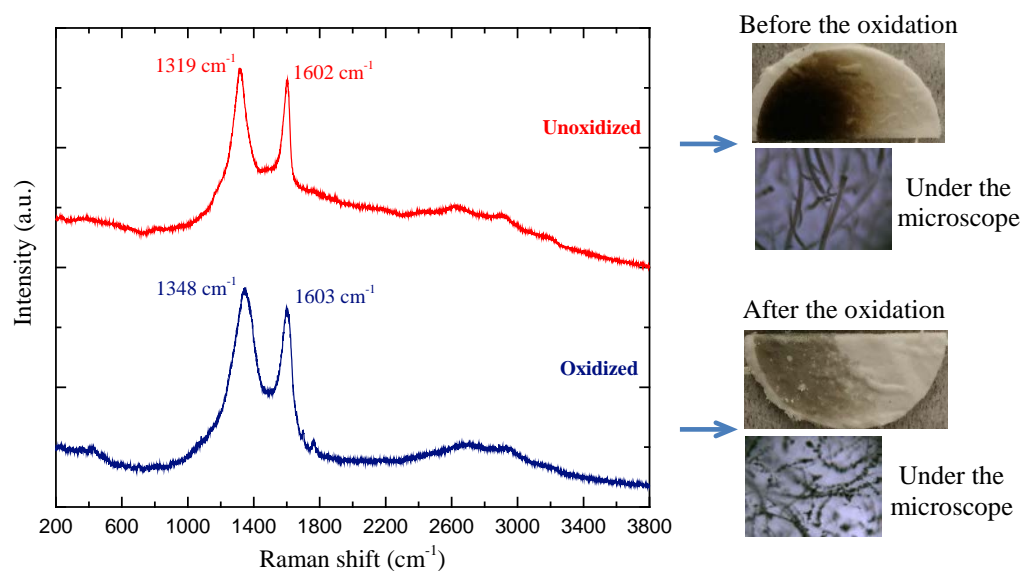 1319 cm⁻¹
1602 cm⁻¹
Unoxidized
1348 cm⁻¹
1603 cm⁻¹
Oxidized
Intensity (a.u.)
200 600 1000 1400 1800 2200 2600 3000 3400 3800
Raman shift (cm⁻¹)
Before the oxidation
Under the
microscope
After the oxidation
Under the
microscope